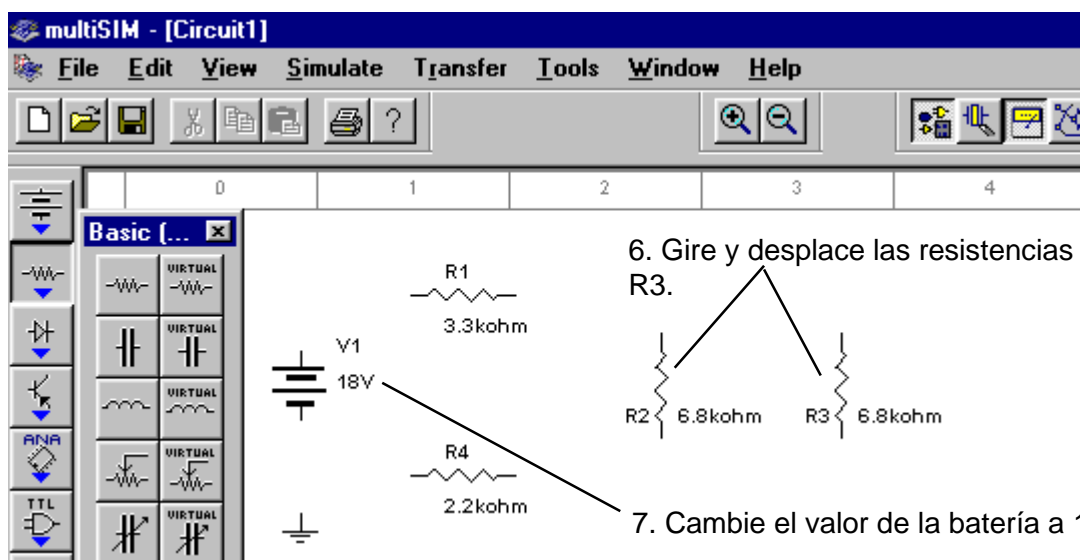 multiSIM - [Circuit1]
File Edit View Simulate Transfer Tools Window Help
0 1 2 3 4
Basic (...
VIRTUAL
VIRTUAL
VIRTUAL
VIRTUAL
VIRTUAL
ANA
TTL
6. Gire y desplace las resistencias
R3.
R1
3.3kohm
V1
18V
R2 6.8kohm R3 6.8kohm
R4
2.2kohm
7. Cambie el valor de la batería a